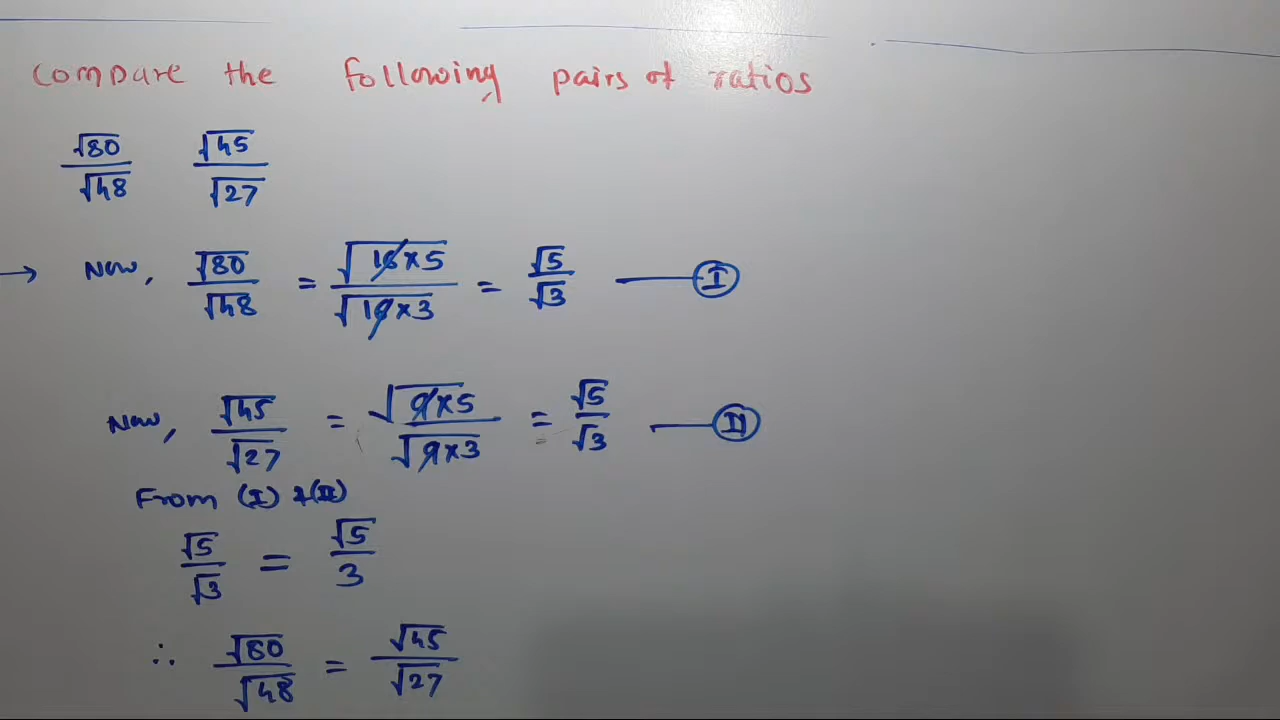 Compare the following pairs of ratios
√80/√48 √45/√27
→ Now, √80/√48 = √16×5/√16×3 = √5/√3 — I
Now, √45/√27 = √9×5/√9×3 = √5/√3 — II
From (I) & (II)
√5/√3 = √5/3
∴ √80/√48 = √45/√27